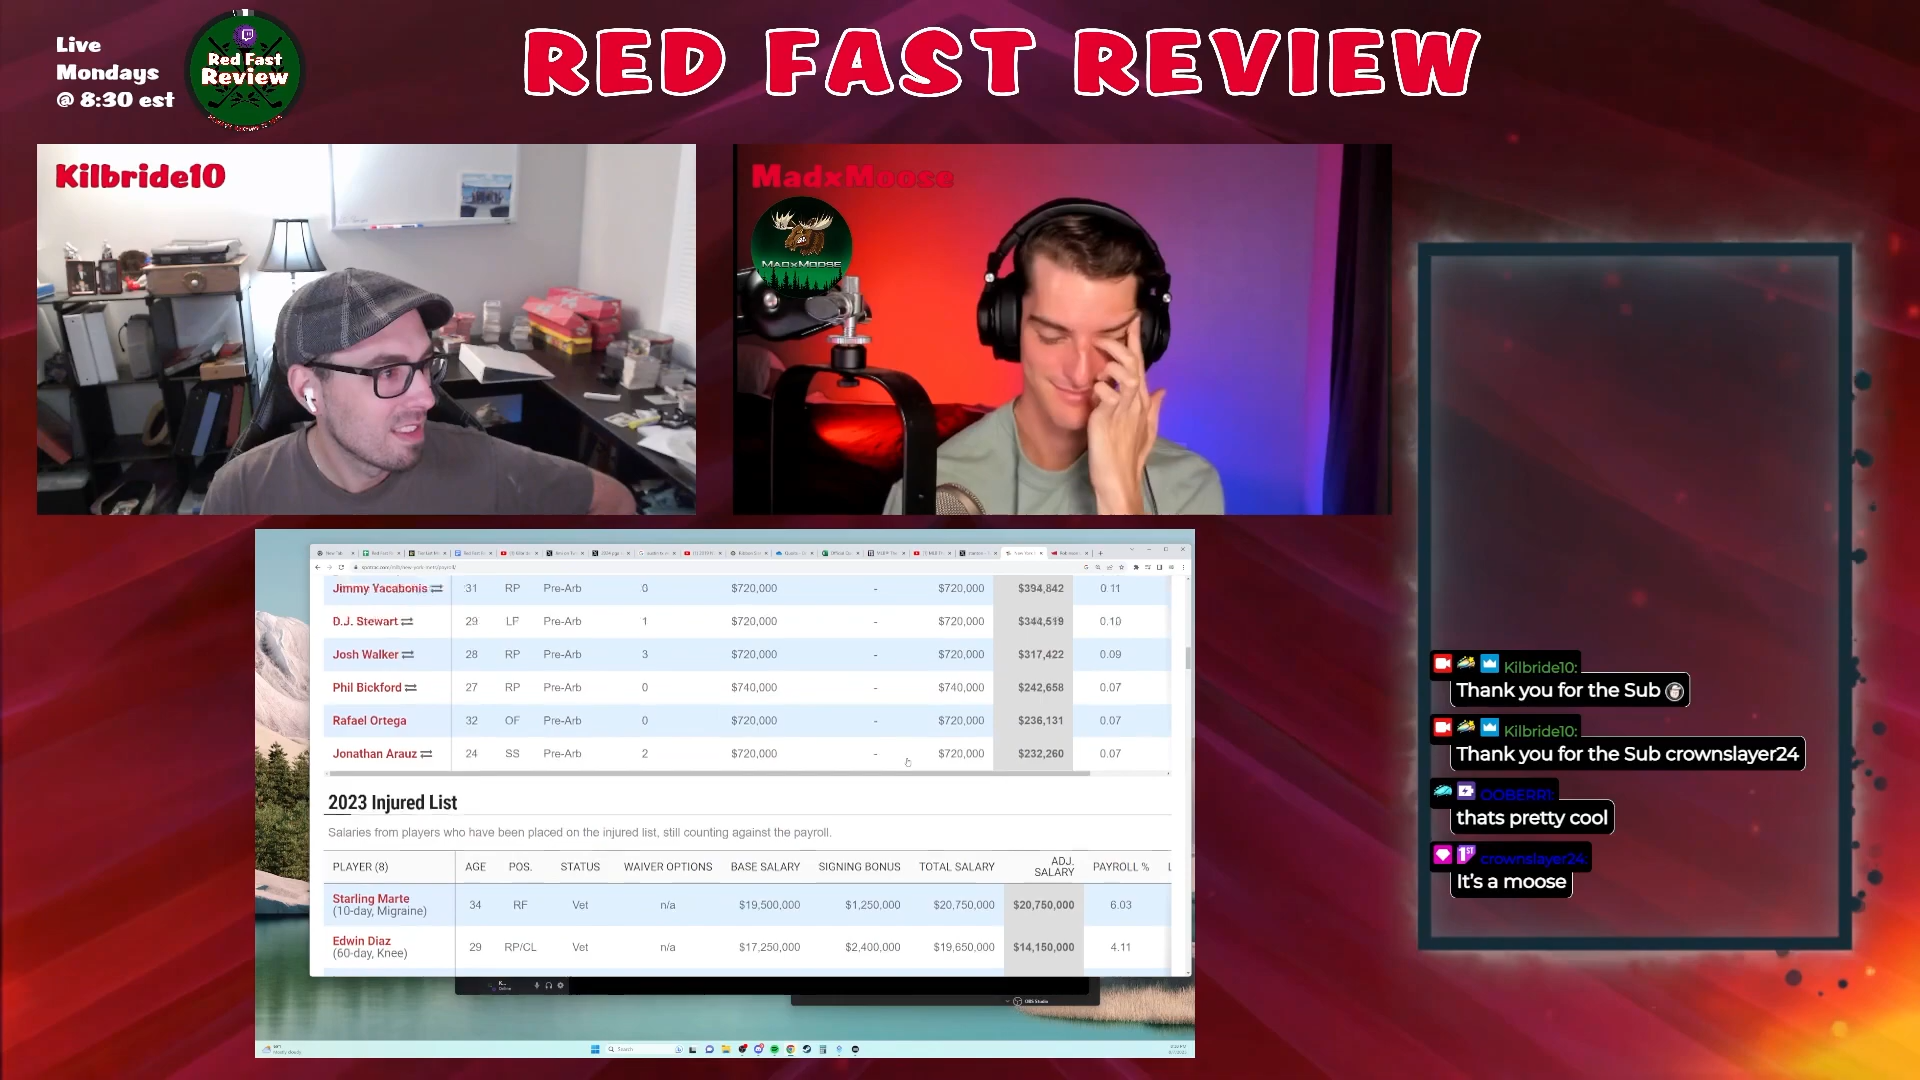 Live
Mondays
@ 8:30 est
Red Fast
Review
RED FAST REVIEW
Kilbride10
MadxMoose
MADXMOOSE
Jimmy Yacabonis 31 RP Pre-Arb 0 $720,000 - $720,000 $394,842 0.11
D.J. Stewart 29 LF Pre-Arb 1 $720,000 - $720,000 $344,519 0.10
Josh Walker 28 RP Pre-Arb 3 $720,000 - $720,000 $317,422 0.09
Phil Bickford 27 RP Pre-Arb 0 $740,000 - $740,000 $242,658 0.07
Rafael Ortega 32 OF Pre-Arb 0 $720,000 - $720,000 $236,131 0.07
Jonathan Arauz 24 SS Pre-Arb 2 $720,000 - $720,000 $232,260 0.07
2023 Injured List
Salaries from players who have been placed on the injured list, still counting against the payroll.
PLAYER (8) AGE POS. STATUS WAIVER OPTIONS BASE SALARY SIGNING BONUS TOTAL SALARY ADJ. SALARY PAYROLL %
Starling Marte 34 RF Vet n/a $19,500,000 $1,250,000 $20,750,000 $20,750,000 6.03
(10-day, Migraine)
Edwin Diaz 29 RP/CL Vet n/a $17,250,000 $2,400,000 $19,650,000 $14,150,000 4.11
(60-day, Knee)
OBS Studio
Search
Kilbride10:
Thank you for the Sub
Kilbride10:
Thank you for the Sub crownslayer24
OOBERR1:
thats pretty cool
crownslayer24:
It's a moose